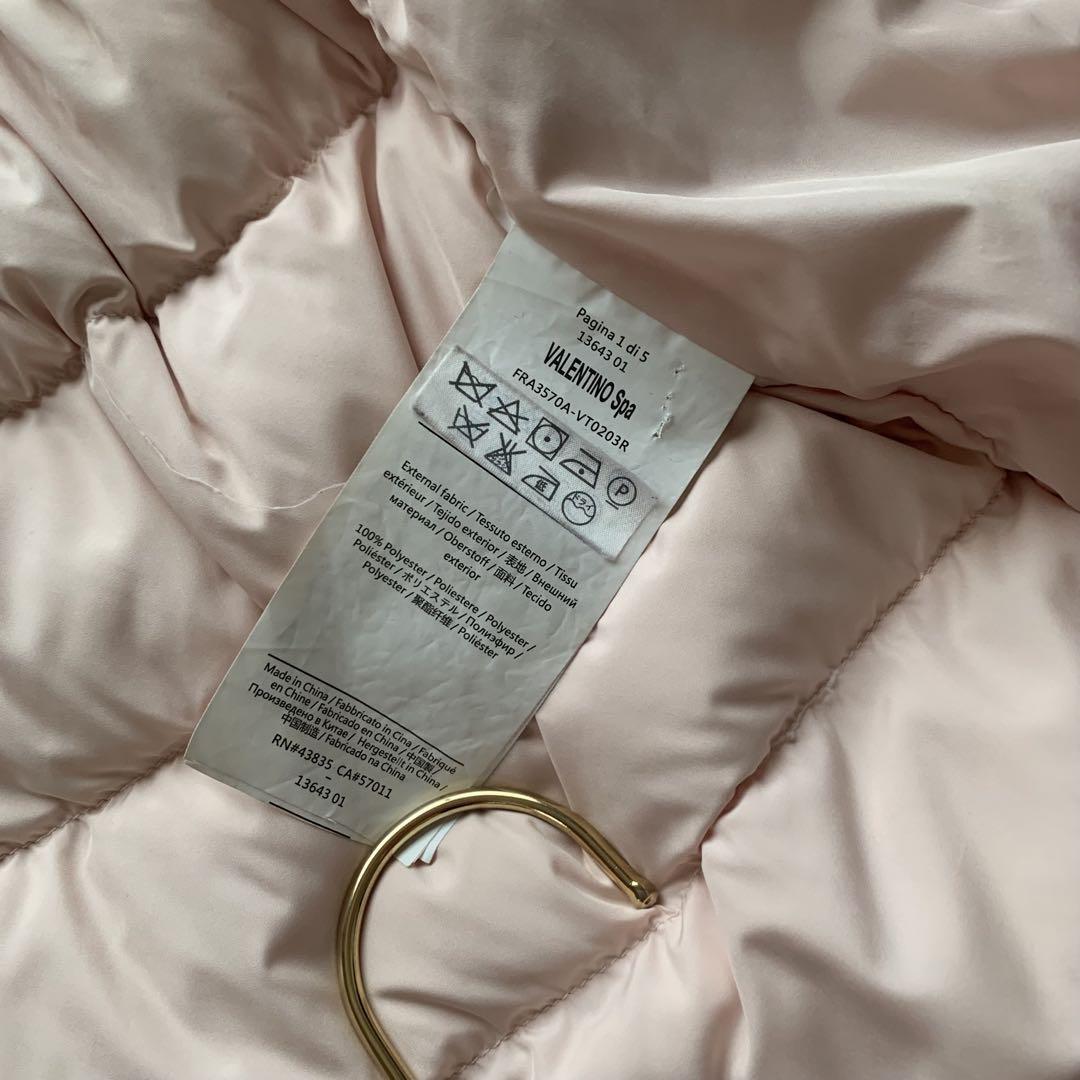 Pagina 1 di 5
13643 01
VALENTINO Spa
FRA3570A-VT0203R
P
低
ドライ
External fabric / Tessuto esterno / Tissu
extérieur / Tejido exterior / 表地 / Внешний
материал / Oberstoff / 面料 / Tecido
exterior
100% Polyester / Poliestere / Polyester /
Poliéster / ポリエステル / Полиэфир /
Polyester / 聚酯纤维 / Poliéster
Made in China / Fabbricato in Cina / Fabriqué
en Chine / Fabricado en China / 中国製 /
Произведено в Китае / Hergestellt in China /
中国制造 / Fabricado na China
RN#43835 CA#57011
-
13643 01